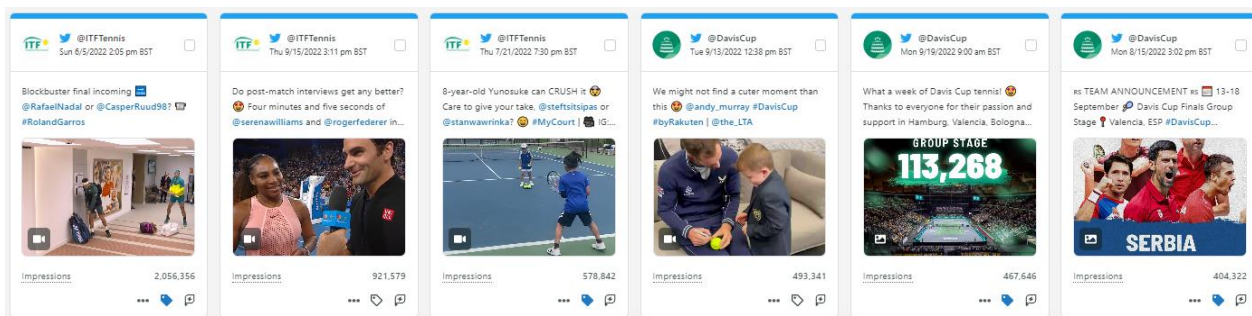 ITF
@ITFTennis
Sun 6/5/2022 2:05 pm BST
Blockbuster final incoming
@RafaelNadal or @CasperRuud98?
#RolandGarros
Impressions 2,056,356
ITF
@ITFTennis
Thu 9/15/2022 3:11 pm BST
Do post-match interviews get any better?
Four minutes and five seconds of
@serenawilliams and @rogerfederer in...
Impressions 921,579
ITF
@ITFTennis
Thu 7/21/2022 7:30 pm BST
8-year-old Yunosuke can CRUSH it
Care to give your take, @steftsitsipas or
@stanwawrinka? #MyCourt | IG:...
Impressions 578,842
@DavisCup
Tue 9/13/2022 12:38 pm BST
We might not find a cuter moment than
this @andy_murray #DavisCup
#byRakuten | @the_LTA
Impressions 493,341
@DavisCup
Mon 9/19/2022 9:00 am BST
What a week of Davis Cup tennis!
Thanks to everyone for their passion and
support in Hamburg, Valencia, Bologna...
GROUP STAGE
113,268
Impressions 467,646
@DavisCup
Mon 8/15/2022 3:02 pm BST
RS TEAM ANNOUNCEMENT RS 13-18
September Davis Cup Finals Group
Stage Valencia, ESP #DavisCup...
SERBIA
Impressions 404,322